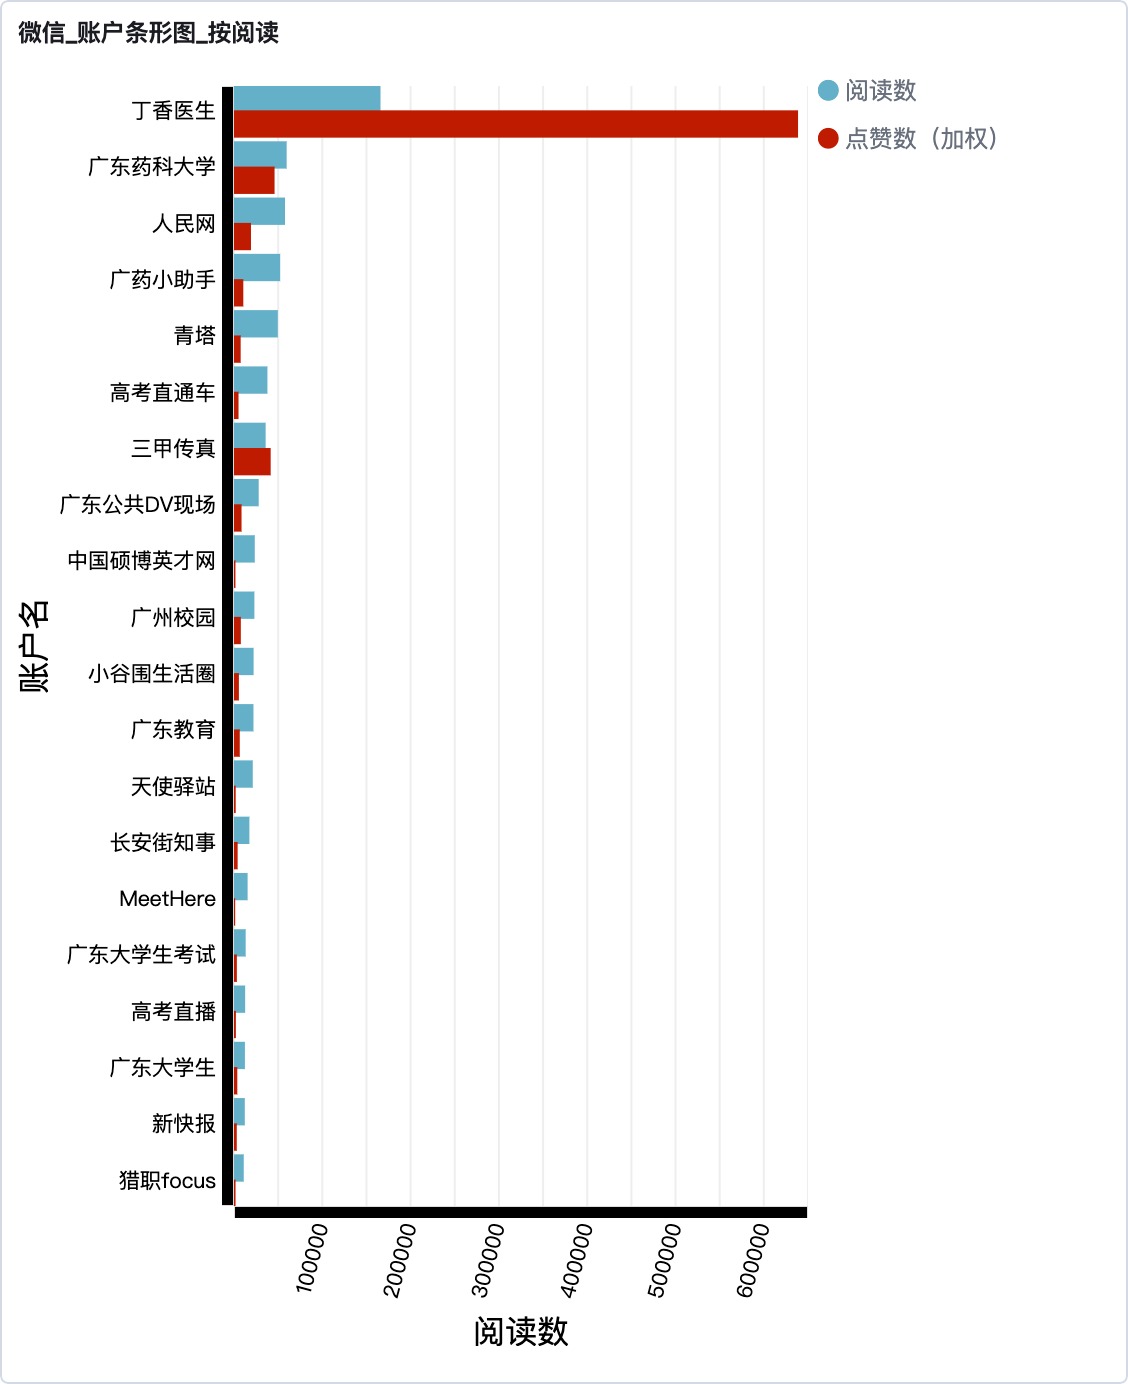 微信_账户条形图_按阅读
阅读数
点赞数（加权）
丁香医生
广东药科大学
人民网
广药小助手
青塔
高考直通车
三甲传真
广东公共DV现场
中国硕博英才网
广州校园
小谷围生活圈
广东教育
天使驿站
长安街知事
MeetHere
广东大学生考试
高考直播
广东大学生
新快报
猎职focus
账户名
100000
200000
300000
400000
500000
600000
阅读数